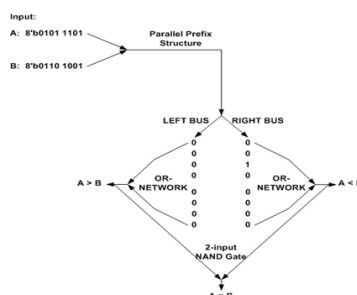 Input:
A: 8'b0101 1101
Parallel Prefix
Structure
B: 8'b0110 1001
LEFT BUS RIGHT BUS
0 0
0 0
0 1
0 0
OR-
NETWORK
OR-
NETWORK
A > B
A <
0 0
0 0
0 0
0 0
2-input
NAND Gate
A = B